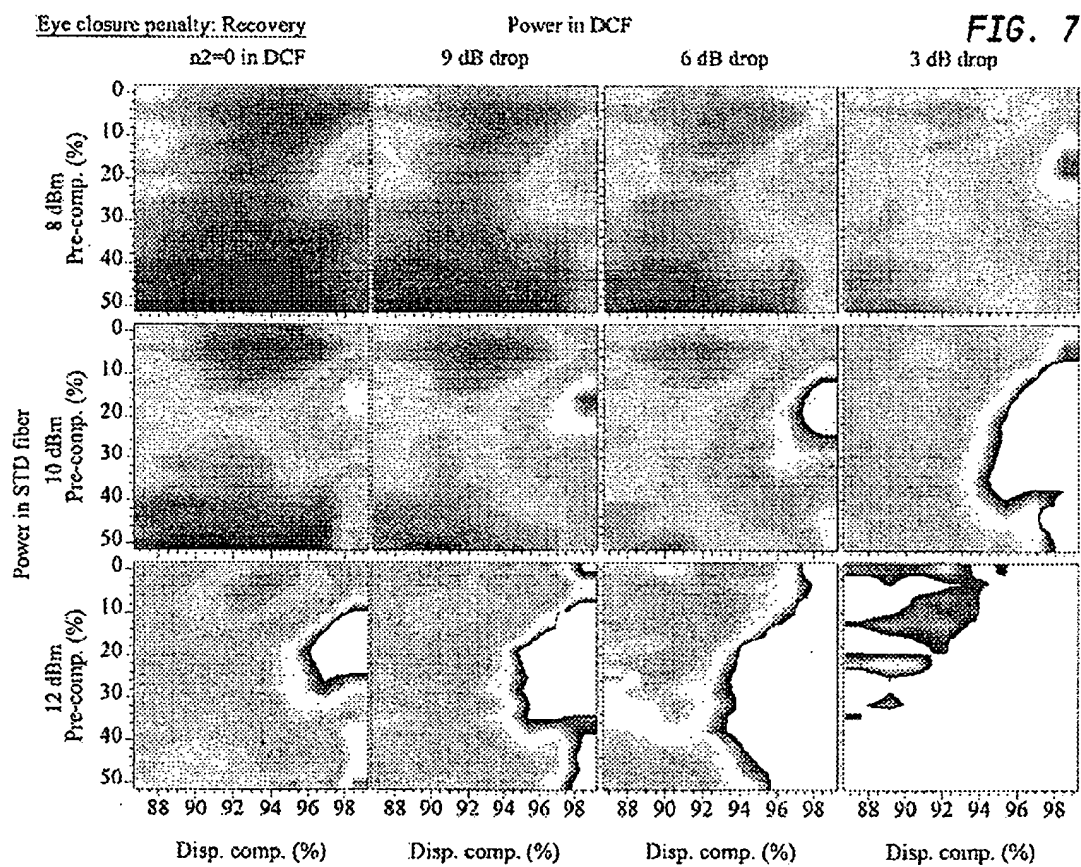 Eye closure penalty: Recovery
Power in DCF
FIG. 7
n2=0 in DCF
9 dB drop
6 dB drop
3 dB drop
Power in STD fiber
8 dBm
Pre-comp. (%)
0
10
20
30
40
50
10 dBm
Pre-comp. (%)
0
10
20
30
40
50
12 dBm
Pre-comp. (%)
0
10
20
30
40
50
88 90 92 94 96 98
88 90 92 94 96 98
88 90 92 94 96 98
88 90 92 94 96 98
Disp. comp. (%)
Disp. comp. (%)
Disp. comp. (%)
Disp. comp. (%)